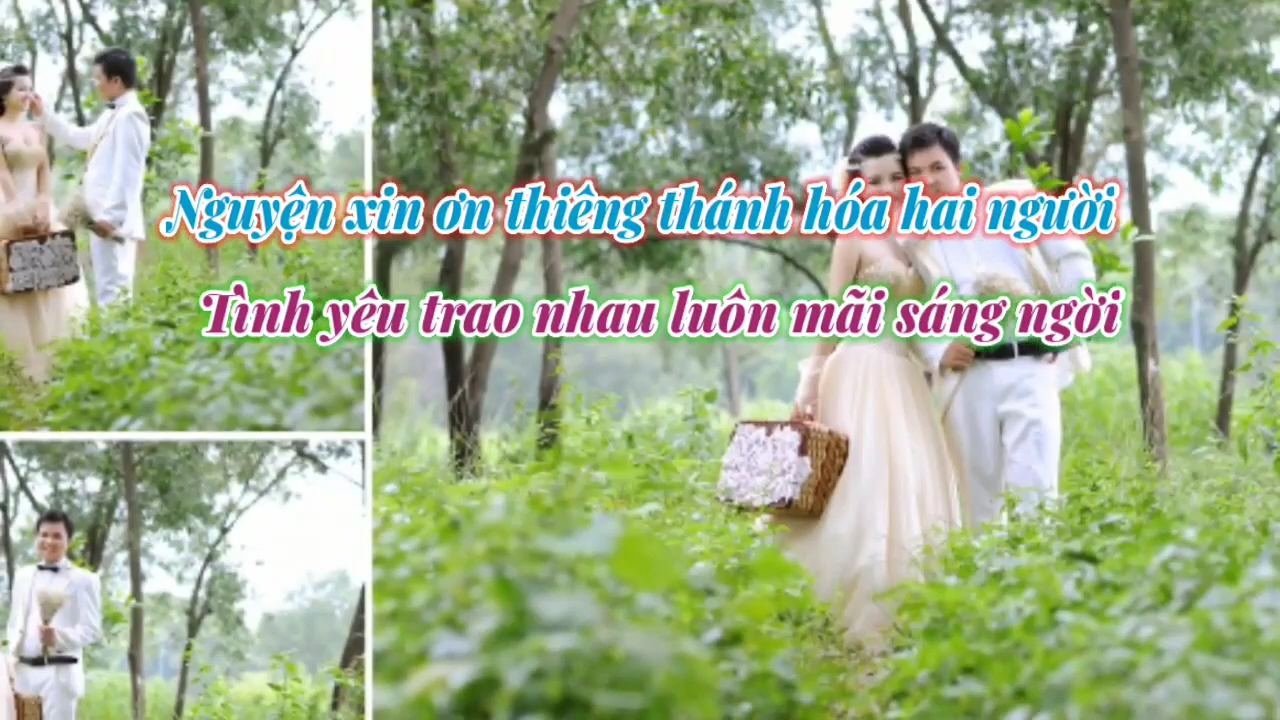 Nguyện xin ơn thiêng thánh hóa hai người
Tình yêu trao nhau luôn mãi sáng ngời